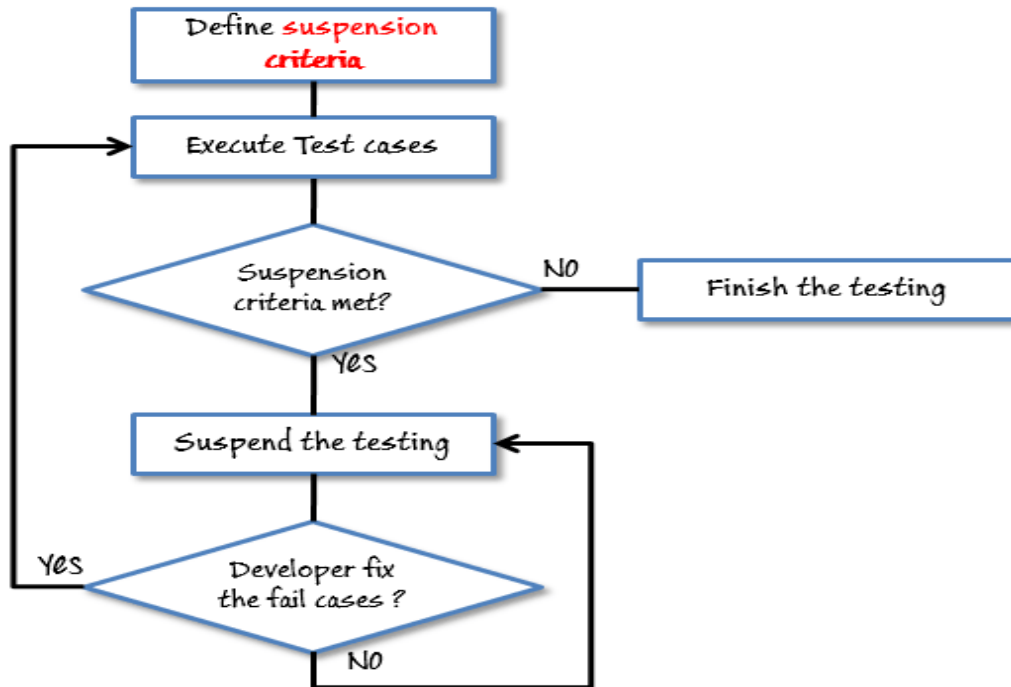 Define suspension
criteria
Execute Test cases
Suspension
criteria met?
NO
Finish the testing
Yes
Suspend the testing
Yes
Developer fix
the fail cases ?
NO